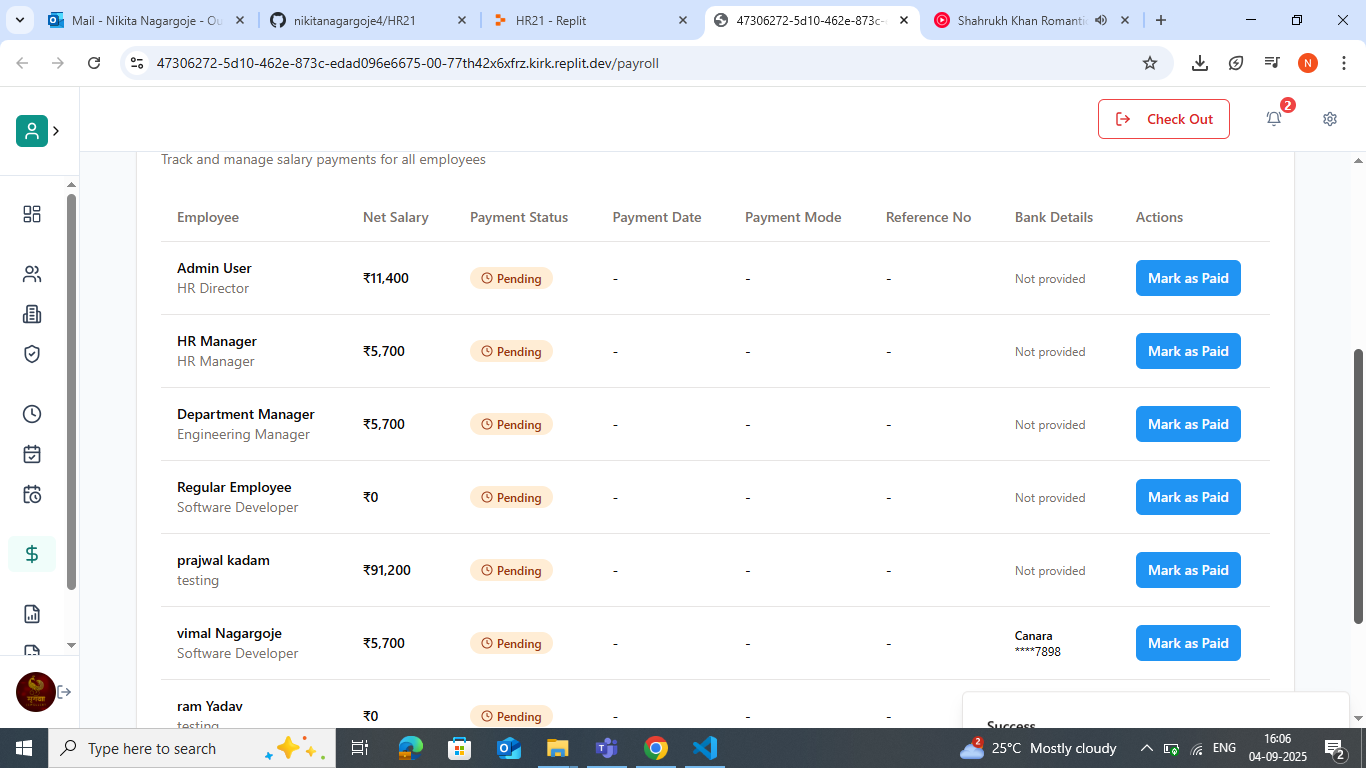 Mail - Nikita Nagargoje - Ou
nikitanagargoje4/HR21
HR21 - Replit
47306272-5d10-462e-873c-
Shahrukh Khan Romantic
47306272-5d10-462e-873c-edad096e6675-00-77th42x6xfrz.kirk.replit.dev/payroll
N
Check Out
2
Track and manage salary payments for all employees
Employee Net Salary Payment Status Payment Date Payment Mode Reference No Bank Details Actions
Admin User
HR Director
₹11,400 Pending - - - Not provided Mark as Paid
HR Manager
HR Manager
₹5,700 Pending - - - Not provided Mark as Paid
Department Manager
Engineering Manager
₹5,700 Pending - - - Not provided Mark as Paid
Regular Employee
Software Developer
₹0 Pending - - - Not provided Mark as Paid
prajwal kadam
testing
₹91,200 Pending - - - Not provided Mark as Paid
vimal Nagargoje
Software Developer
₹5,700 Pending - - - Canara
****7898
Mark as Paid
ram Yadav
testing
₹0 Pending - - -
Success
Type here to search
2
25°C Mostly cloudy
ENG
16:06
04-09-2025
2